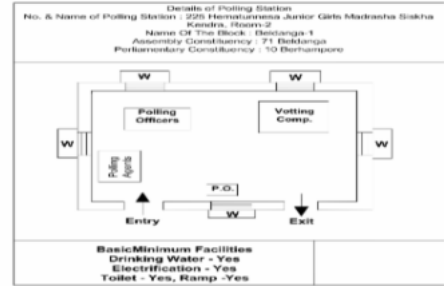 Details of Polling Station
No. & Name of Polling Station : 225 Hematunnesa Junior Girls Madrasha Siskha
Kendra, Room-2
Name Of The Block : Beldanga-1
Assembly Constituency : 71 Beldanga
Parliamentary Constituency : 10 Berhampore
W
W
Polling
Officers
Votting
Comp.
W
W
Polling
Agents
P.O.
W
Entry
Exit
BasicMinimum Facilities
Drinking Water - Yes
Electrification - Yes
Toilet - Yes, Ramp -Yes